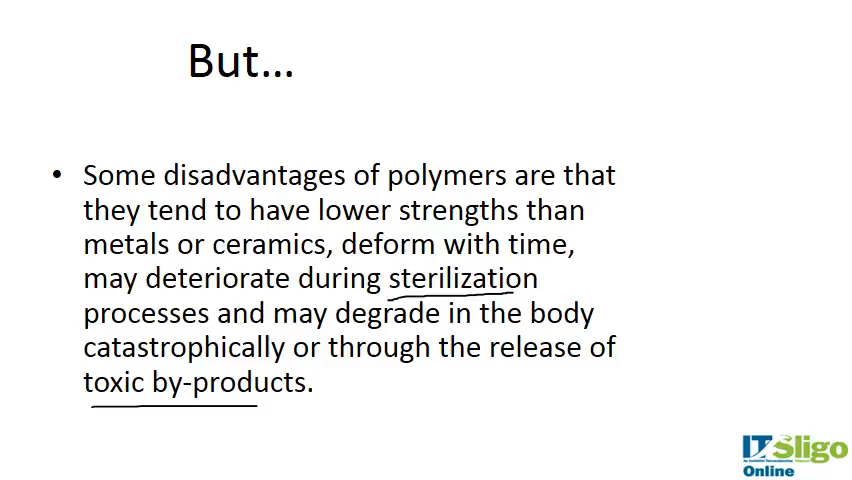 But…
• Some disadvantages of polymers are that
they tend to have lower strengths than
metals or ceramics, deform with time,
may deteriorate during sterilization
processes and may degrade in the body
catastrophically or through the release of
toxic by-products.
IT Sligo
Online